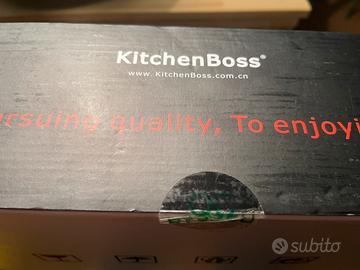 KitchenBoss®
www.KitchenBoss.com.cn
ursuing quality, To enjoyi
subito